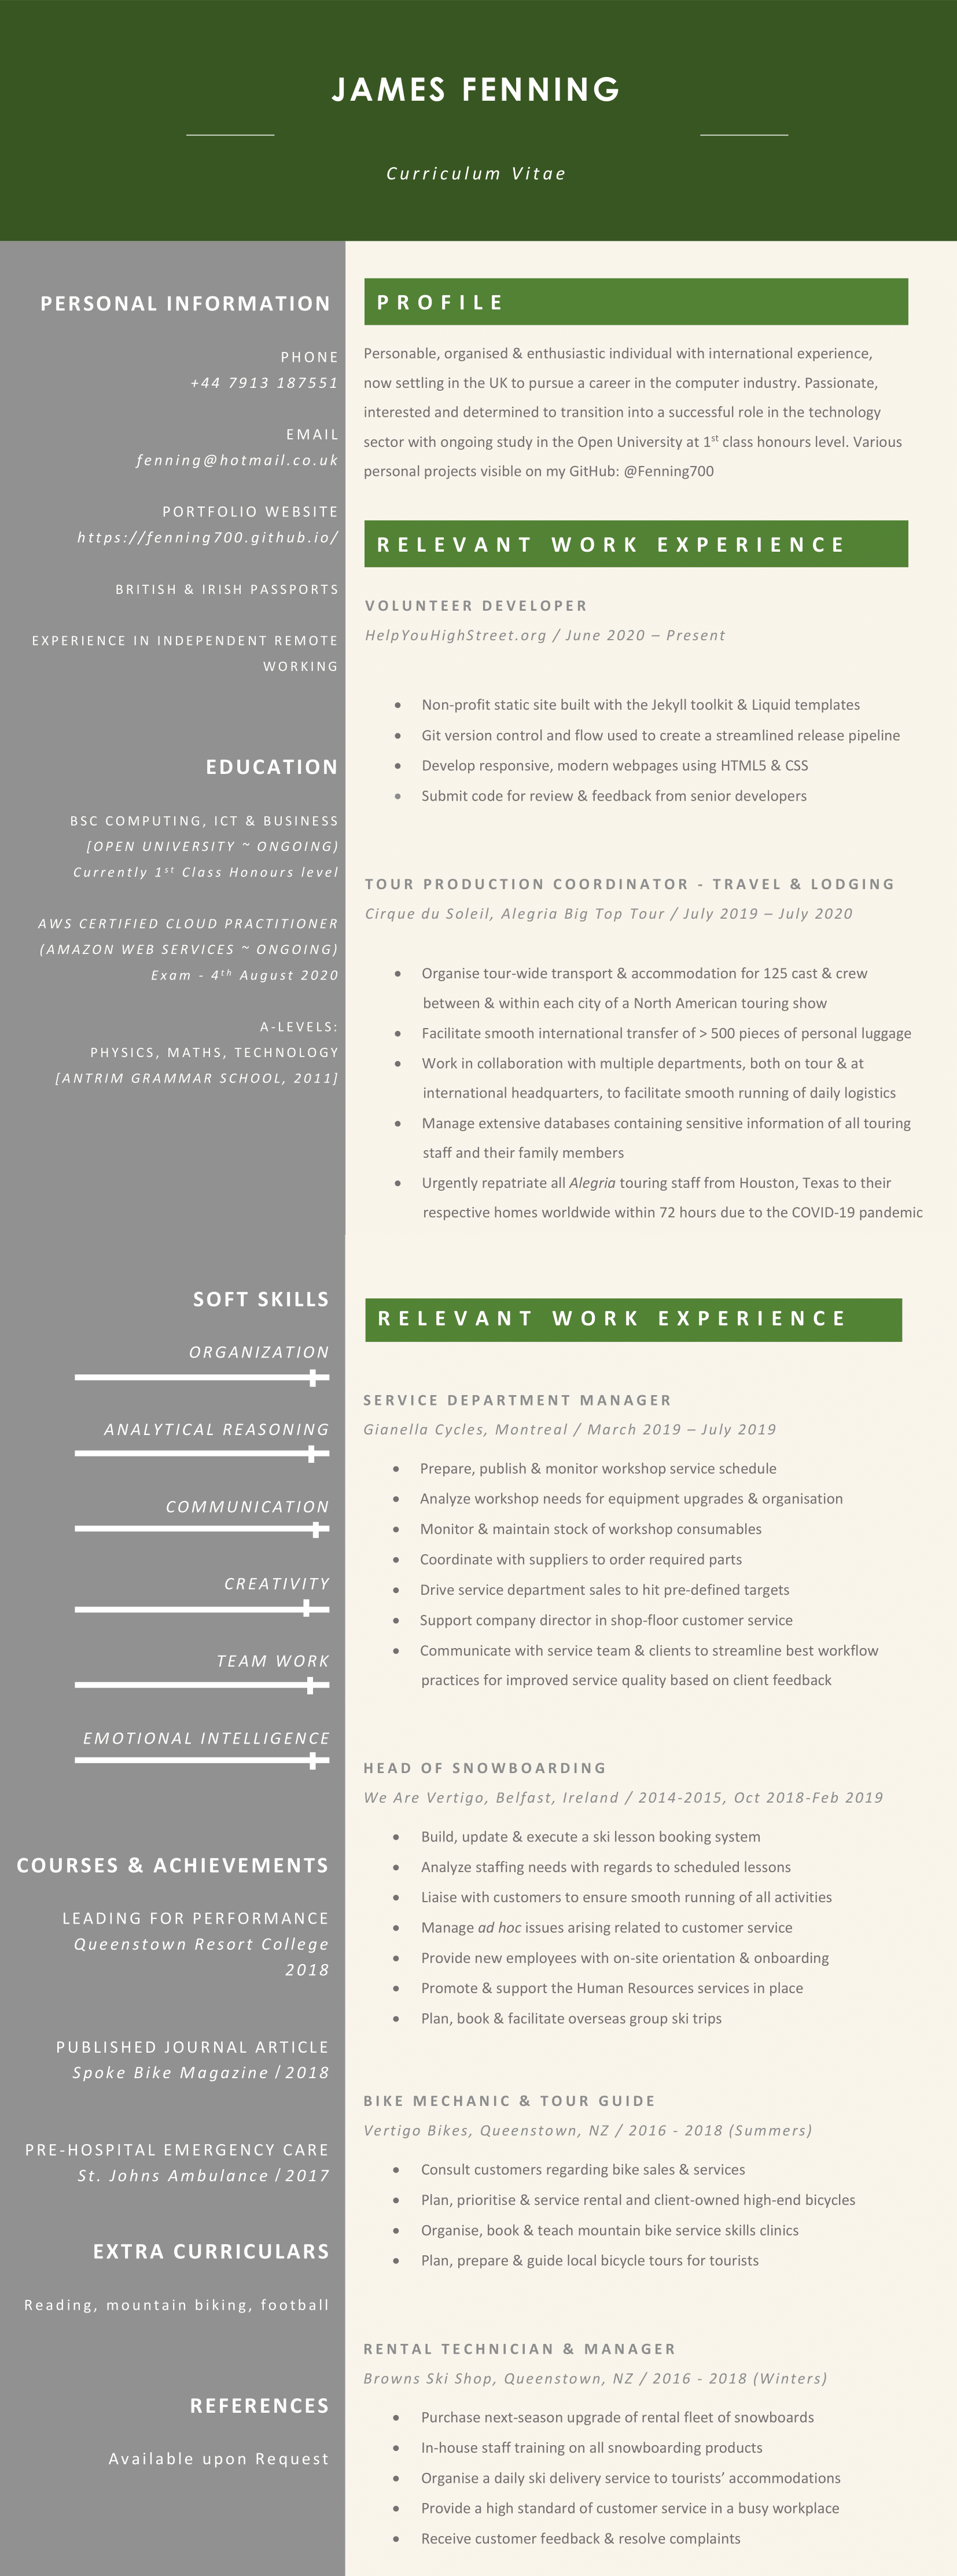 JAMES FENNING
Curriculum Vitae
PERSONAL INFORMATION
PHONE
+44 7913 187551
EMAIL
fenning@hotmail.co.uk
PORTFOLIO WEBSITE
https://fenning700.github.io/
BRITISH & IRISH PASSPORTS
EXPERIENCE IN INDEPENDENT REMOTE
WORKING
EDUCATION
BSC COMPUTING, ICT & BUSINESS
[OPEN UNIVERSITY ~ ONGOING)
Currently 1st Class Honours level
AWS CERTIFIED CLOUD PRACTITIONER
(AMAZON WEB SERVICES ~ ONGOING)
Exam - 4th August 2020
A-LEVELS:
PHYSICS, MATHS, TECHNOLOGY
[ANTRIM GRAMMAR SCHOOL, 2011]
SOFT SKILLS
ORGANIZATION
ANALYTICAL REASONING
COMMUNICATION
CREATIVITY
TEAM WORK
EMOTIONAL INTELLIGENCE
COURSES & ACHIEVEMENTS
LEADING FOR PERFORMANCE
Queenstown Resort College
2018
PUBLISHED JOURNAL ARTICLE
Spoke Bike Magazine / 2018
PRE-HOSPITAL EMERGENCY CARE
St. Johns Ambulance / 2017
EXTRA CURRICULARS
Reading, mountain biking, football
REFERENCES
Available upon Request
PROFILE
Personable, organised & enthusiastic individual with international experience,
now settling in the UK to pursue a career in the computer industry. Passionate,
interested and determined to transition into a successful role in the technology
sector with ongoing study in the Open University at 1st class honours level. Various
personal projects visible on my GitHub: @Fenning700
RELEVANT WORK EXPERIENCE
VOLUNTEER DEVELOPER
HelpYouHighStreet.org / June 2020 – Present
• Non-profit static site built with the Jekyll toolkit & Liquid templates
• Git version control and flow used to create a streamlined release pipeline
• Develop responsive, modern webpages using HTML5 & CSS
• Submit code for review & feedback from senior developers
TOUR PRODUCTION COORDINATOR - TRAVEL & LODGING
Cirque du Soleil, Alegria Big Top Tour / July 2019 – July 2020
• Organise tour-wide transport & accommodation for 125 cast & crew
between & within each city of a North American touring show
• Facilitate smooth international transfer of > 500 pieces of personal luggage
• Work in collaboration with multiple departments, both on tour & at
international headquarters, to facilitate smooth running of daily logistics
• Manage extensive databases containing sensitive information of all touring
staff and their family members
• Urgently repatriate all Alegria touring staff from Houston, Texas to their
respective homes worldwide within 72 hours due to the COVID-19 pandemic
RELEVANT WORK EXPERIENCE
SERVICE DEPARTMENT MANAGER
Gianella Cycles, Montreal / March 2019 – July 2019
• Prepare, publish & monitor workshop service schedule
• Analyze workshop needs for equipment upgrades & organisation
• Monitor & maintain stock of workshop consumables
• Coordinate with suppliers to order required parts
• Drive service department sales to hit pre-defined targets
• Support company director in shop-floor customer service
• Communicate with service team & clients to streamline best workflow
practices for improved service quality based on client feedback
HEAD OF SNOWBOARDING
We Are Vertigo, Belfast, Ireland / 2014-2015, Oct 2018-Feb 2019
• Build, update & execute a ski lesson booking system
• Analyze staffing needs with regards to scheduled lessons
• Liaise with customers to ensure smooth running of all activities
• Manage ad hoc issues arising related to customer service
• Provide new employees with on-site orientation & onboarding
• Promote & support the Human Resources services in place
• Plan, book & facilitate overseas group ski trips
BIKE MECHANIC & TOUR GUIDE
Vertigo Bikes, Queenstown, NZ / 2016 - 2018 (Summers)
• Consult customers regarding bike sales & services
• Plan, prioritise & service rental and client-owned high-end bicycles
• Organise, book & teach mountain bike service skills clinics
• Plan, prepare & guide local bicycle tours for tourists
RENTAL TECHNICIAN & MANAGER
Browns Ski Shop, Queenstown, NZ / 2016 - 2018 (Winters)
• Purchase next-season upgrade of rental fleet of snowboards
• In-house staff training on all snowboarding products
• Organise a daily ski delivery service to tourists’ accommodations
• Provide a high standard of customer service in a busy workplace
• Receive customer feedback & resolve complaints